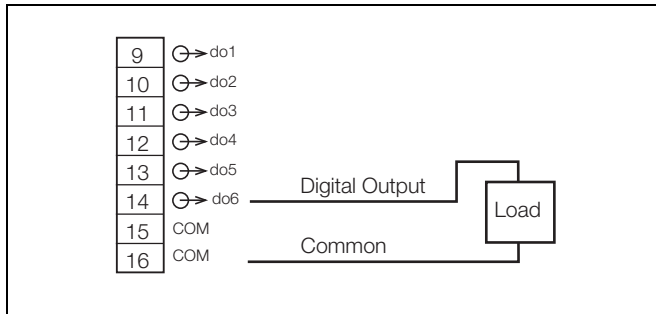 9 do1
10 do2
11 do3
12 do4
13 do5
14 do6 Digital Output
Load
15 COM
16 COM Common